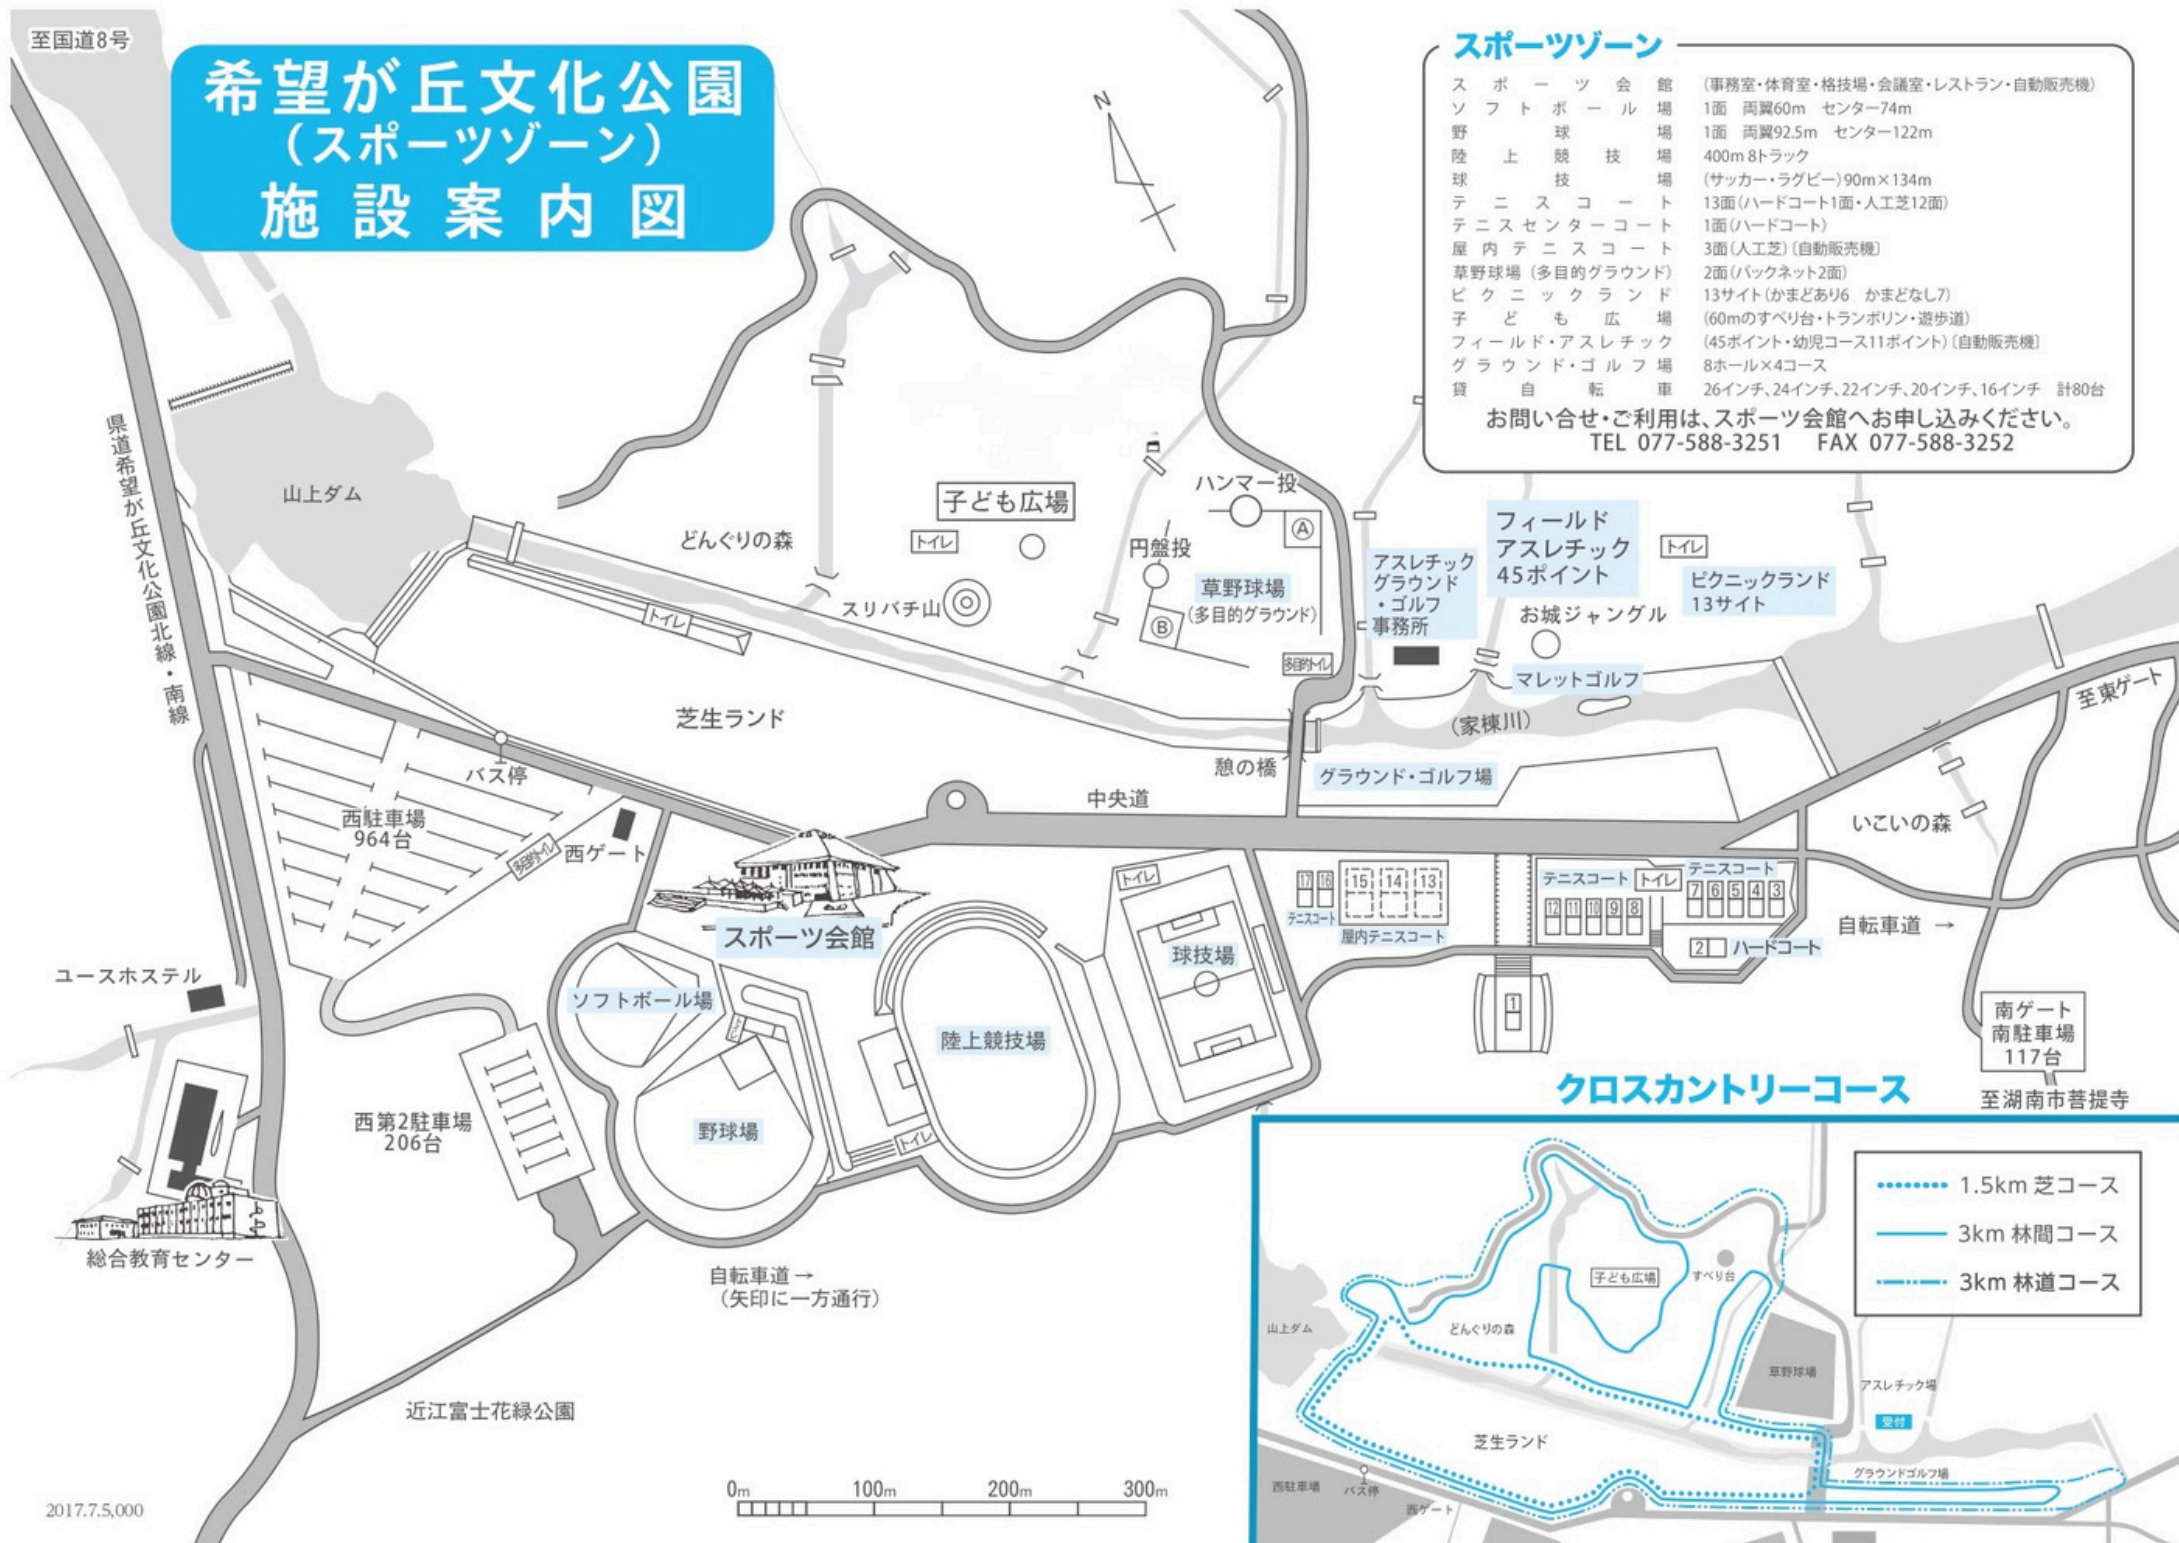 至国道8号
希望が丘文化公園
(スポーツゾーン)
施設案内図
N
スポーツゾーン
スポーツ会館 (事務室・体育室・格技場・会議室・レストラン・自動販売機)
ソフトボール場 1面 両翼60m センター74m
野球場 1面 両翼92.5m センター122m
陸上競技場 400m 8トラック
球技場 (サッカー・ラグビー)90m×134m
テニスコート 13面(ハードコート1面・人工芝12面)
テニスセンターコート 1面(ハードコート)
屋内テニスコート 3面(人工芝)〔自動販売機〕
草野球場(多目的グラウンド) 2面(バックネット2面)
ピクニックランド 13サイト(かまどあり6 かまどなし7)
子ども広場 (60mのすべり台・トランポリン・遊歩道)
フィールド・アスレチック (45ポイント・幼児コース11ポイント)〔自動販売機〕
グラウンド・ゴルフ場 8ホール×4コース
貸自転車 26インチ、24インチ、22インチ、20インチ、16インチ 計80台
お問い合せ・ご利用は、スポーツ会館へお申し込みください。
TEL 077-588-3251 FAX 077-588-3252
県道希望が丘文化公園北線・南線
山上ダム
どんぐりの森
子ども広場
トイレ
スリバチ山
トイレ
ハンマー投
A
円盤投
草野球場
(多目的グラウンド)
B
多目的トイレ
アスレチック
グラウンド
・ゴルフ
事務所
フィールド
アスレチック
45ポイント
トイレ
ピクニックランド
13サイト
お城ジャングル
マレットゴルフ
(家棟川)
至東ゲート
芝生ランド
バス停
憩の橋
グラウンド・ゴルフ場
中央道
いこいの森
西駐車場
964台
多目的トイレ
西ゲート
スポーツ会館
トイレ
17
16
テニスコート
15
14
13
屋内テニスコート
テニスコート
トイレ
テニスコート
12
11
10
9
8
7
6
5
4
3
2
ハードコート
自転車道 →
1
球技場
ソフトボール場
トイレ
陸上競技場
野球場
トイレ
ユースホステル
南ゲート
南駐車場
117台
至湖南市菩提寺
西第2駐車場
206台
総合教育センター
自転車道→
(矢印に一方通行)
近江富士花緑公園
0m
100m
200m
300m
2017.7.5,000
クロスカントリーコース
1.5km 芝コース
3km 林間コース
3km 林道コース
子ども広場
すべり台
山上ダム
どんぐりの森
草野球場
アスレチック場
受付
芝生ランド
グラウンドゴルフ場
西駐車場
バス停
西ゲート